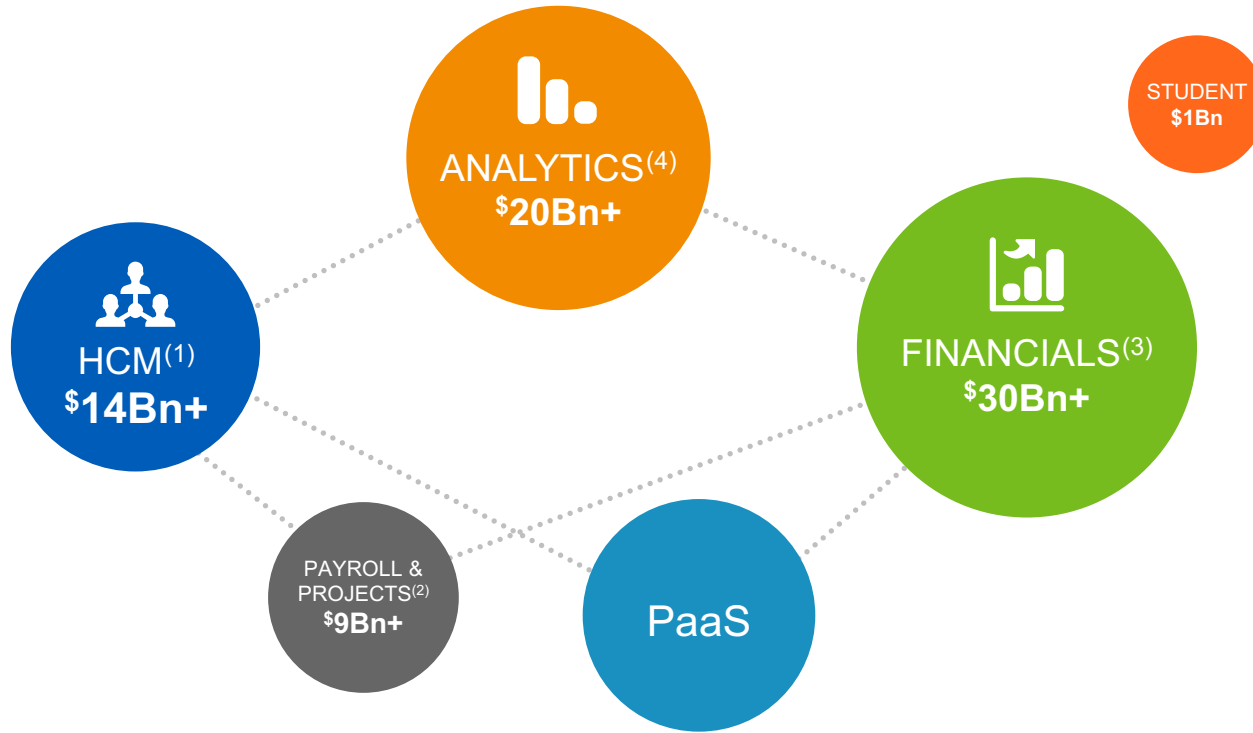 STUDENT
$1Bn
ANALYTICS(4)
$20Bn+
HCM(1)
$14Bn+
FINANCIALS(3)
$30Bn+
PAYROLL &
PROJECTS(2)
$9Bn+
PaaS